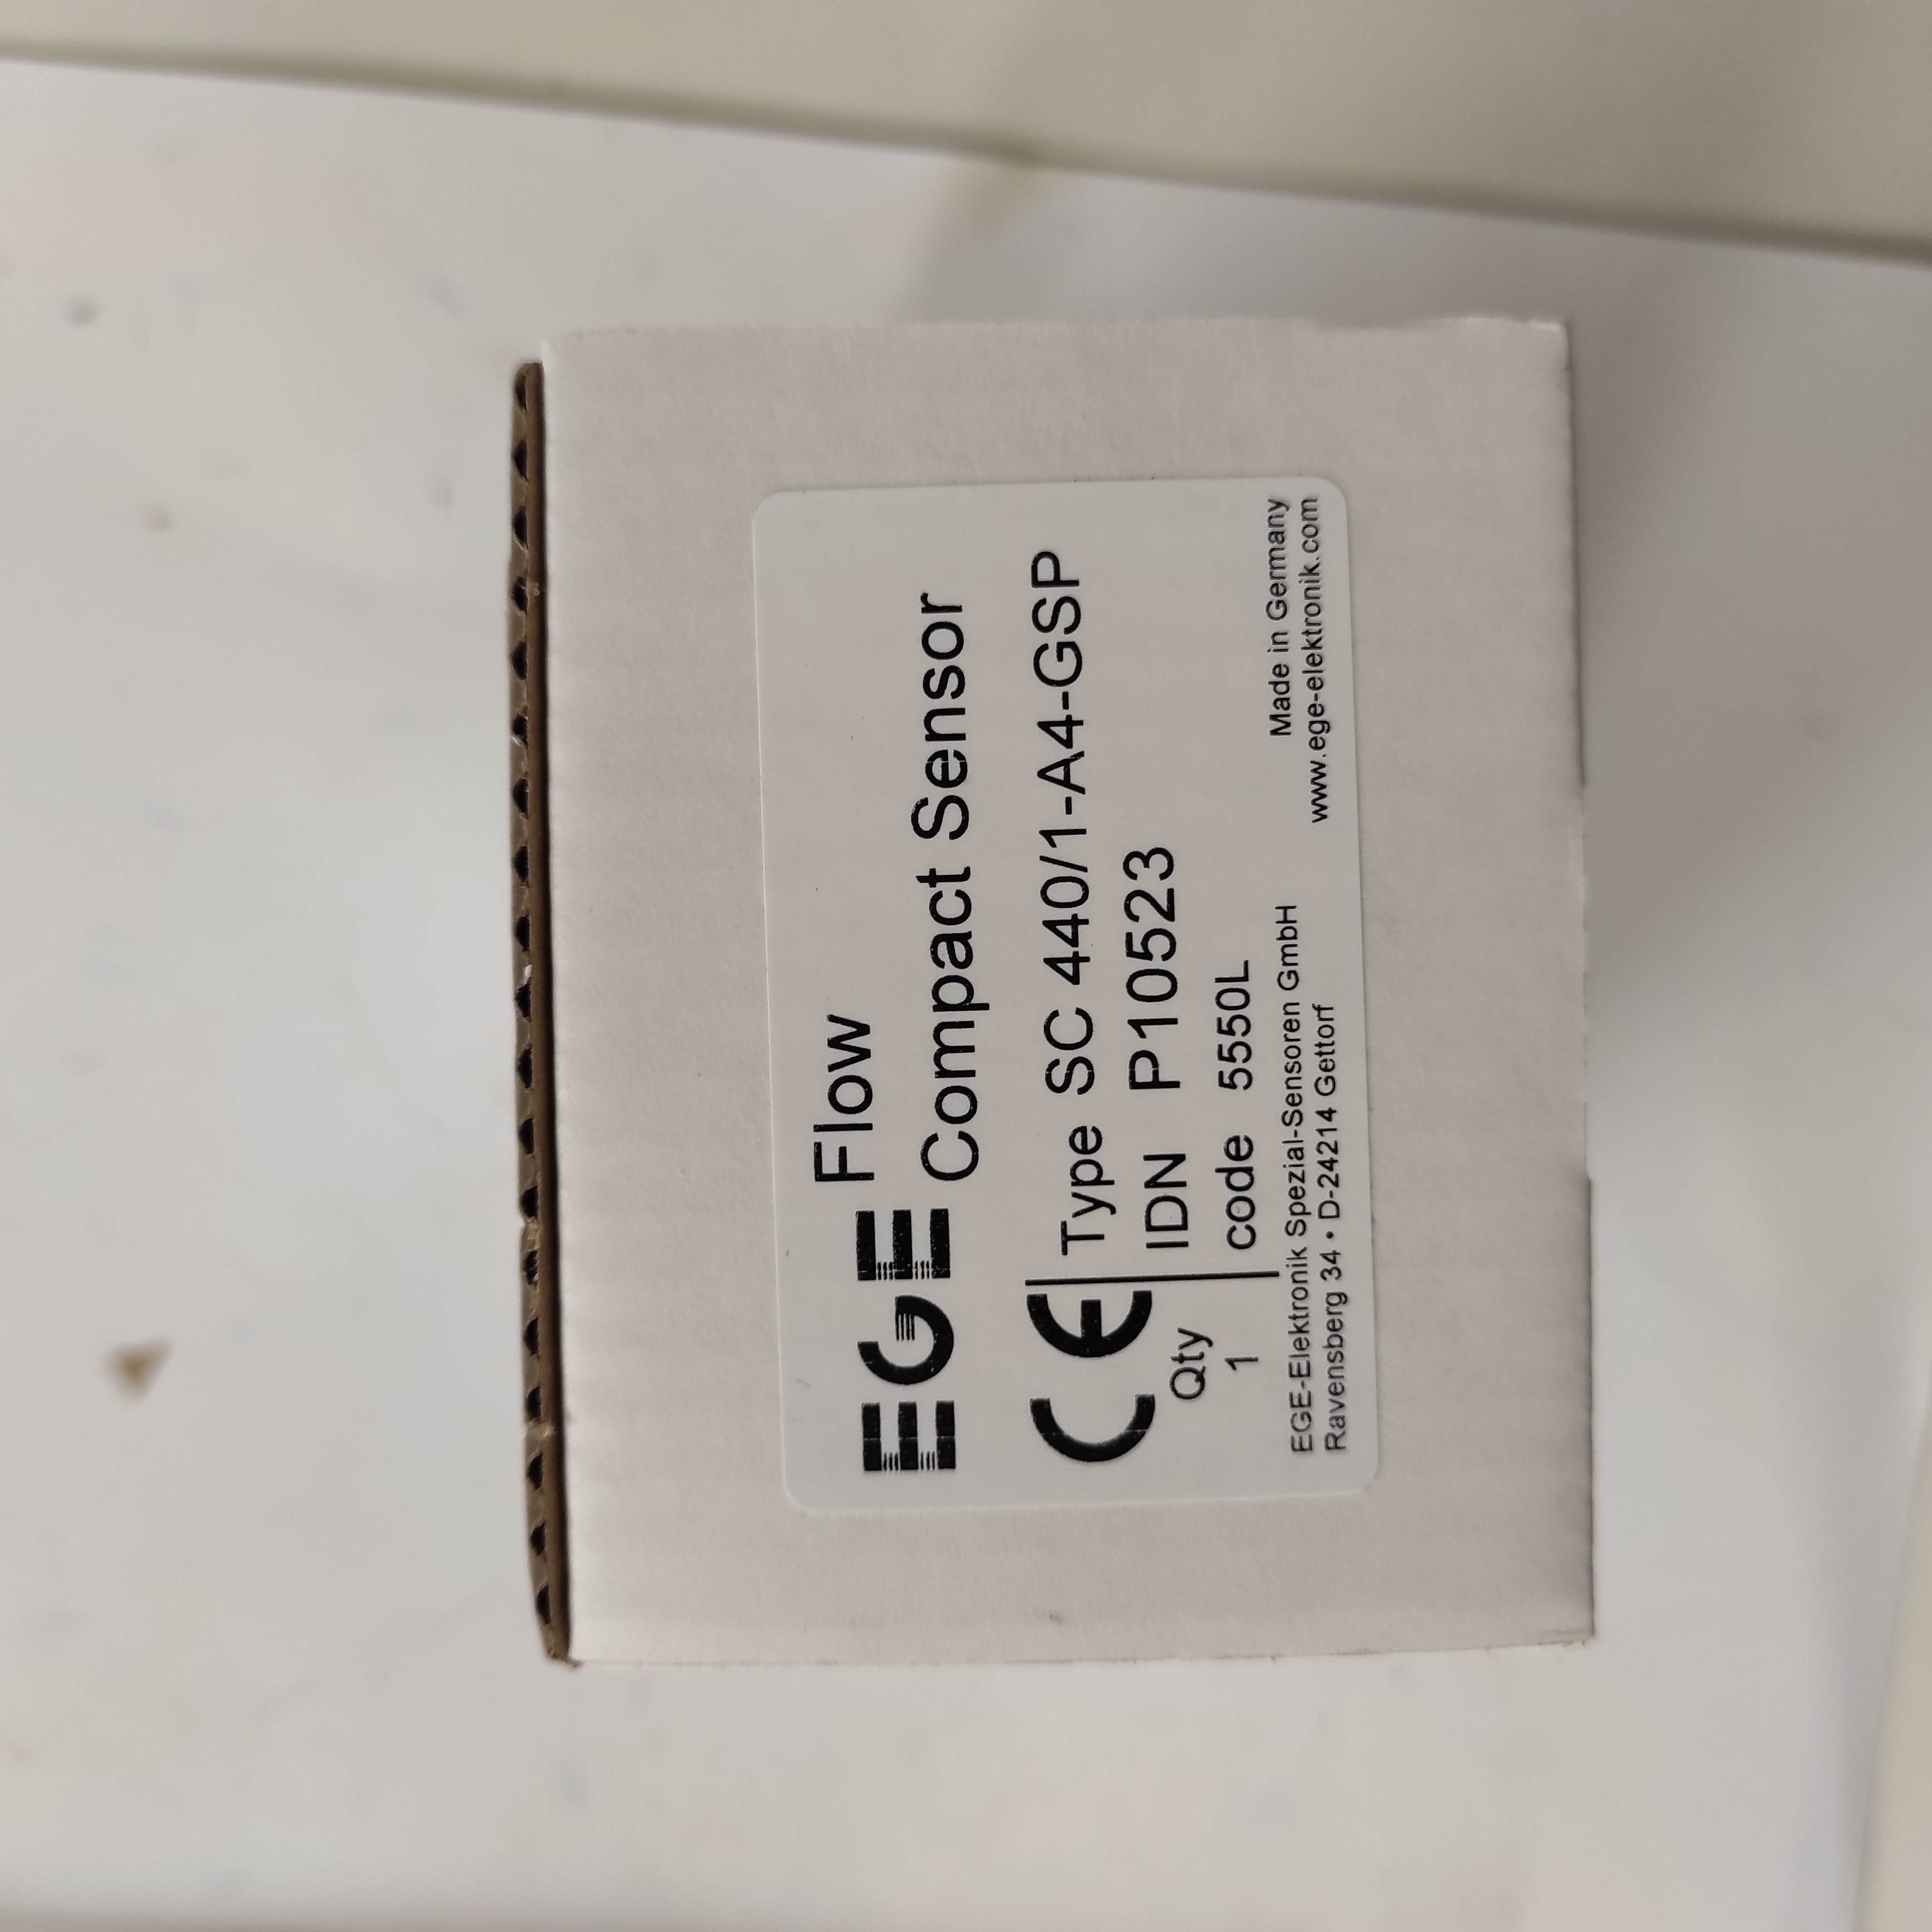 EGE Flow
Compact Sensor
CE Type SC 440/1-A4-GSP
IDN P10523
Qty
1
code 5550L
EGE-Elektronik Spezial-Sensoren GmbH
Ravensberg 34 • D-24214 Gettorf
Made in Germany
www.ege-elektronik.com